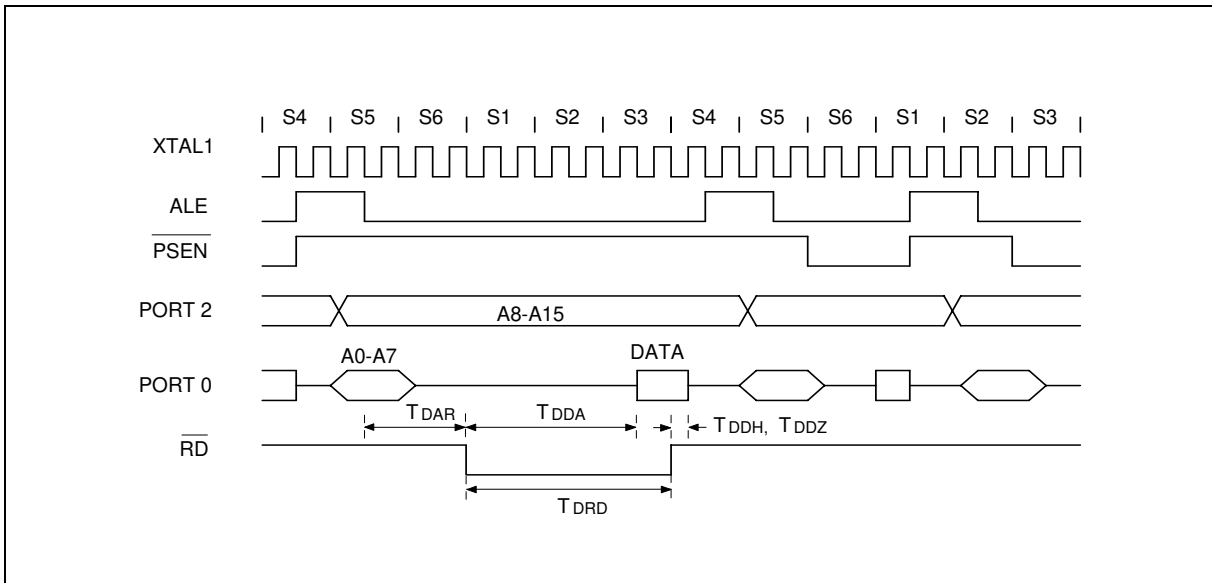 S4 S5 S6 S1 S2 S3 S4 S5 S6 S1 S2 S3
XTAL1
ALE
PSEN
PORT 2
A8-A15
A0-A7
DATA
PORT 0
TDAR
TDDA
TDDH, TDDZ
RD
TDRD